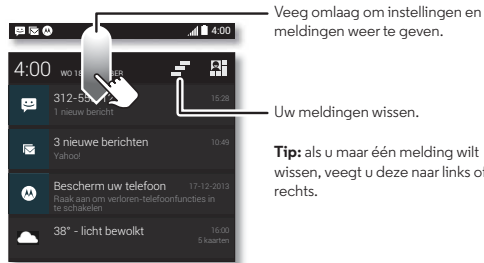 Veeg omlaag om instellingen en
meldingen weer te geven.
4:00
4:00 WO 18
312-55
15:28
1 nieuw bericht
3 nieuwe berichten 10:49
Yahoo!
Bescherm uw telefoon 17-12-2013
Raak aan om verloren-telefoonfuncties in
te schakelen
38° - licht bewolkt 16:00
5 kaarten
Uw meldingen wissen.
Tip: als u maar één melding wilt
wissen, veegt u deze naar links of
rechts.